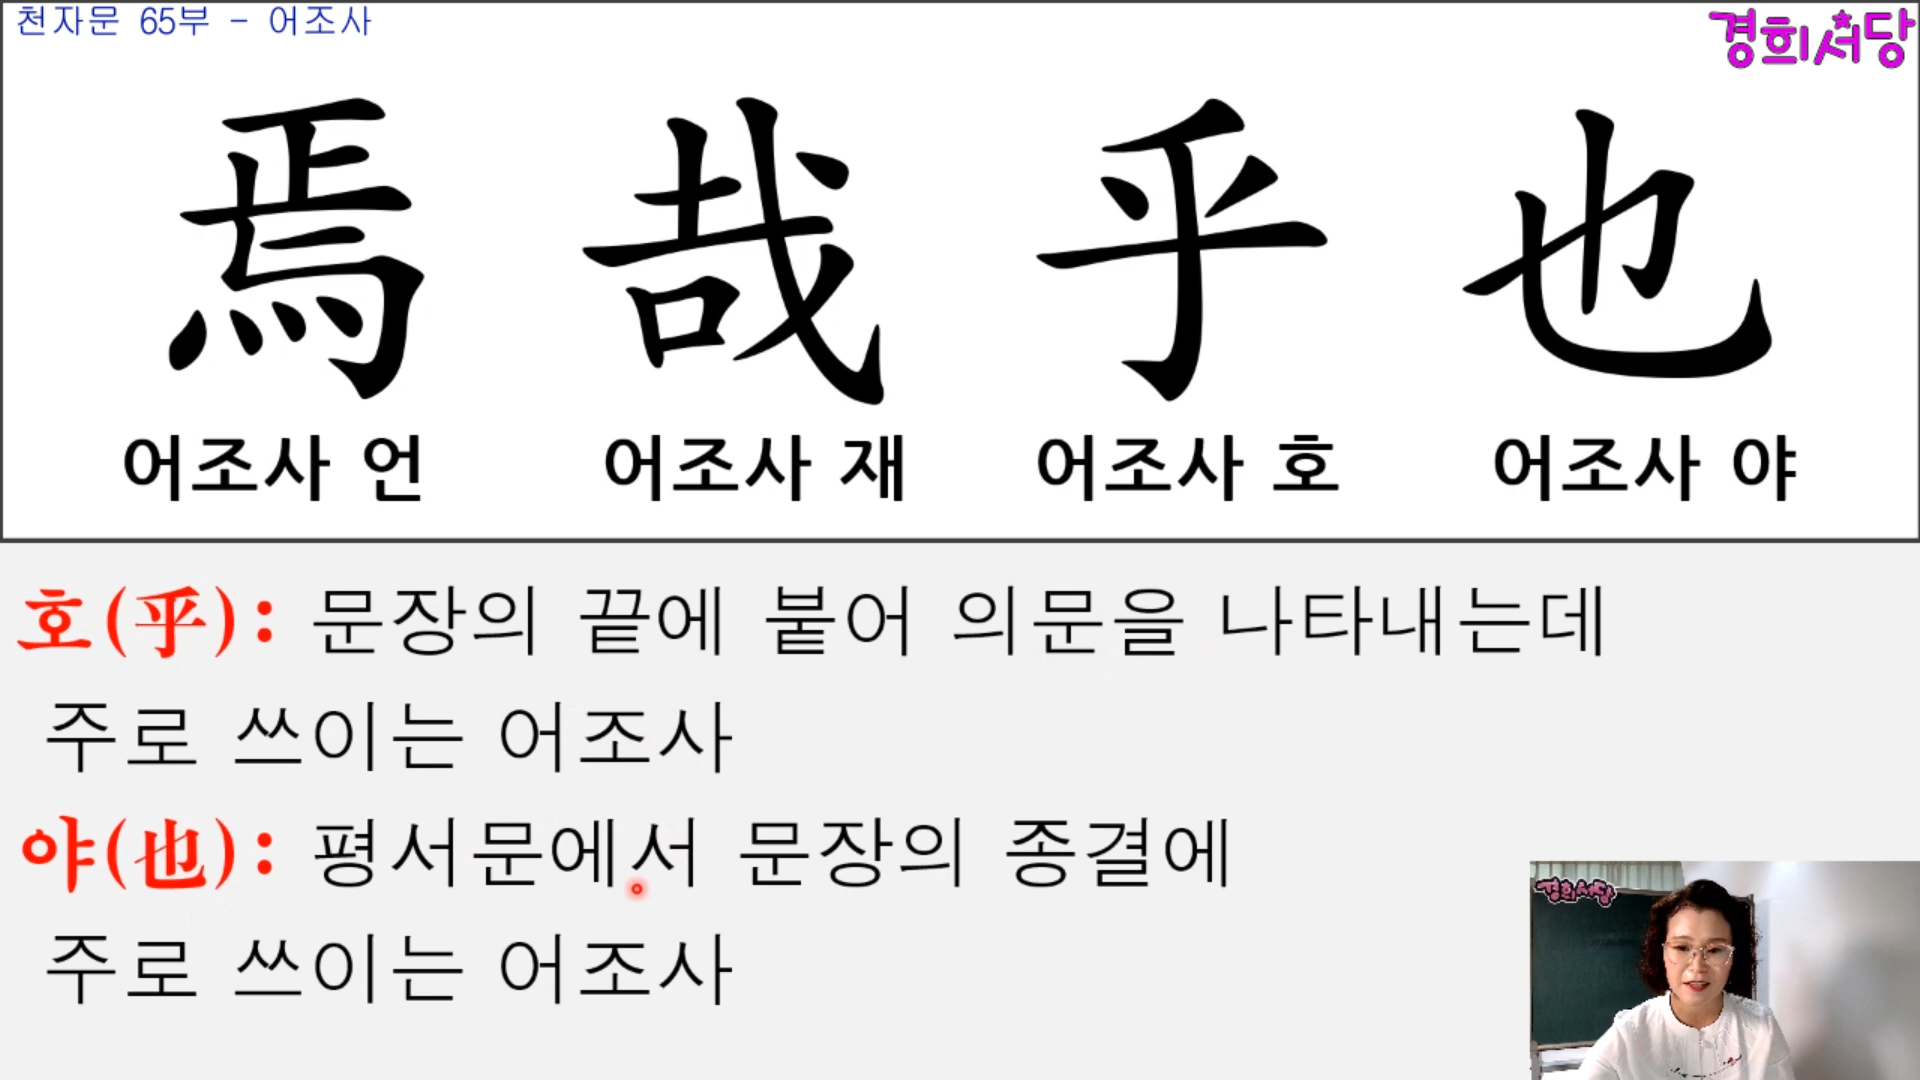 천자문 65부 - 어조사
경희서당
焉 哉 乎 也
어조사 언 어조사 재 어조사 호 어조사 야
호(乎): 문장의 끝에 붙어 의문을 나타내는데
주로 쓰이는 어조사
야(也): 평서문에서 문장의 종결에
주로 쓰이는 어조사
경희서당